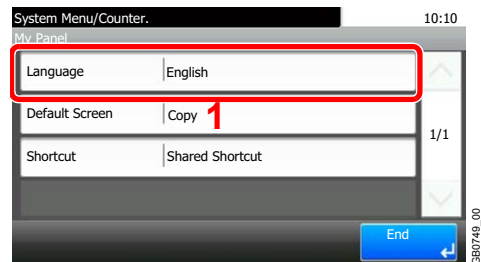 System Menu/Counter. 10:10
My Panel
Language English
Default Screen Copy 1
1/1
Shortcut Shared Shortcut
End
GB0749_00